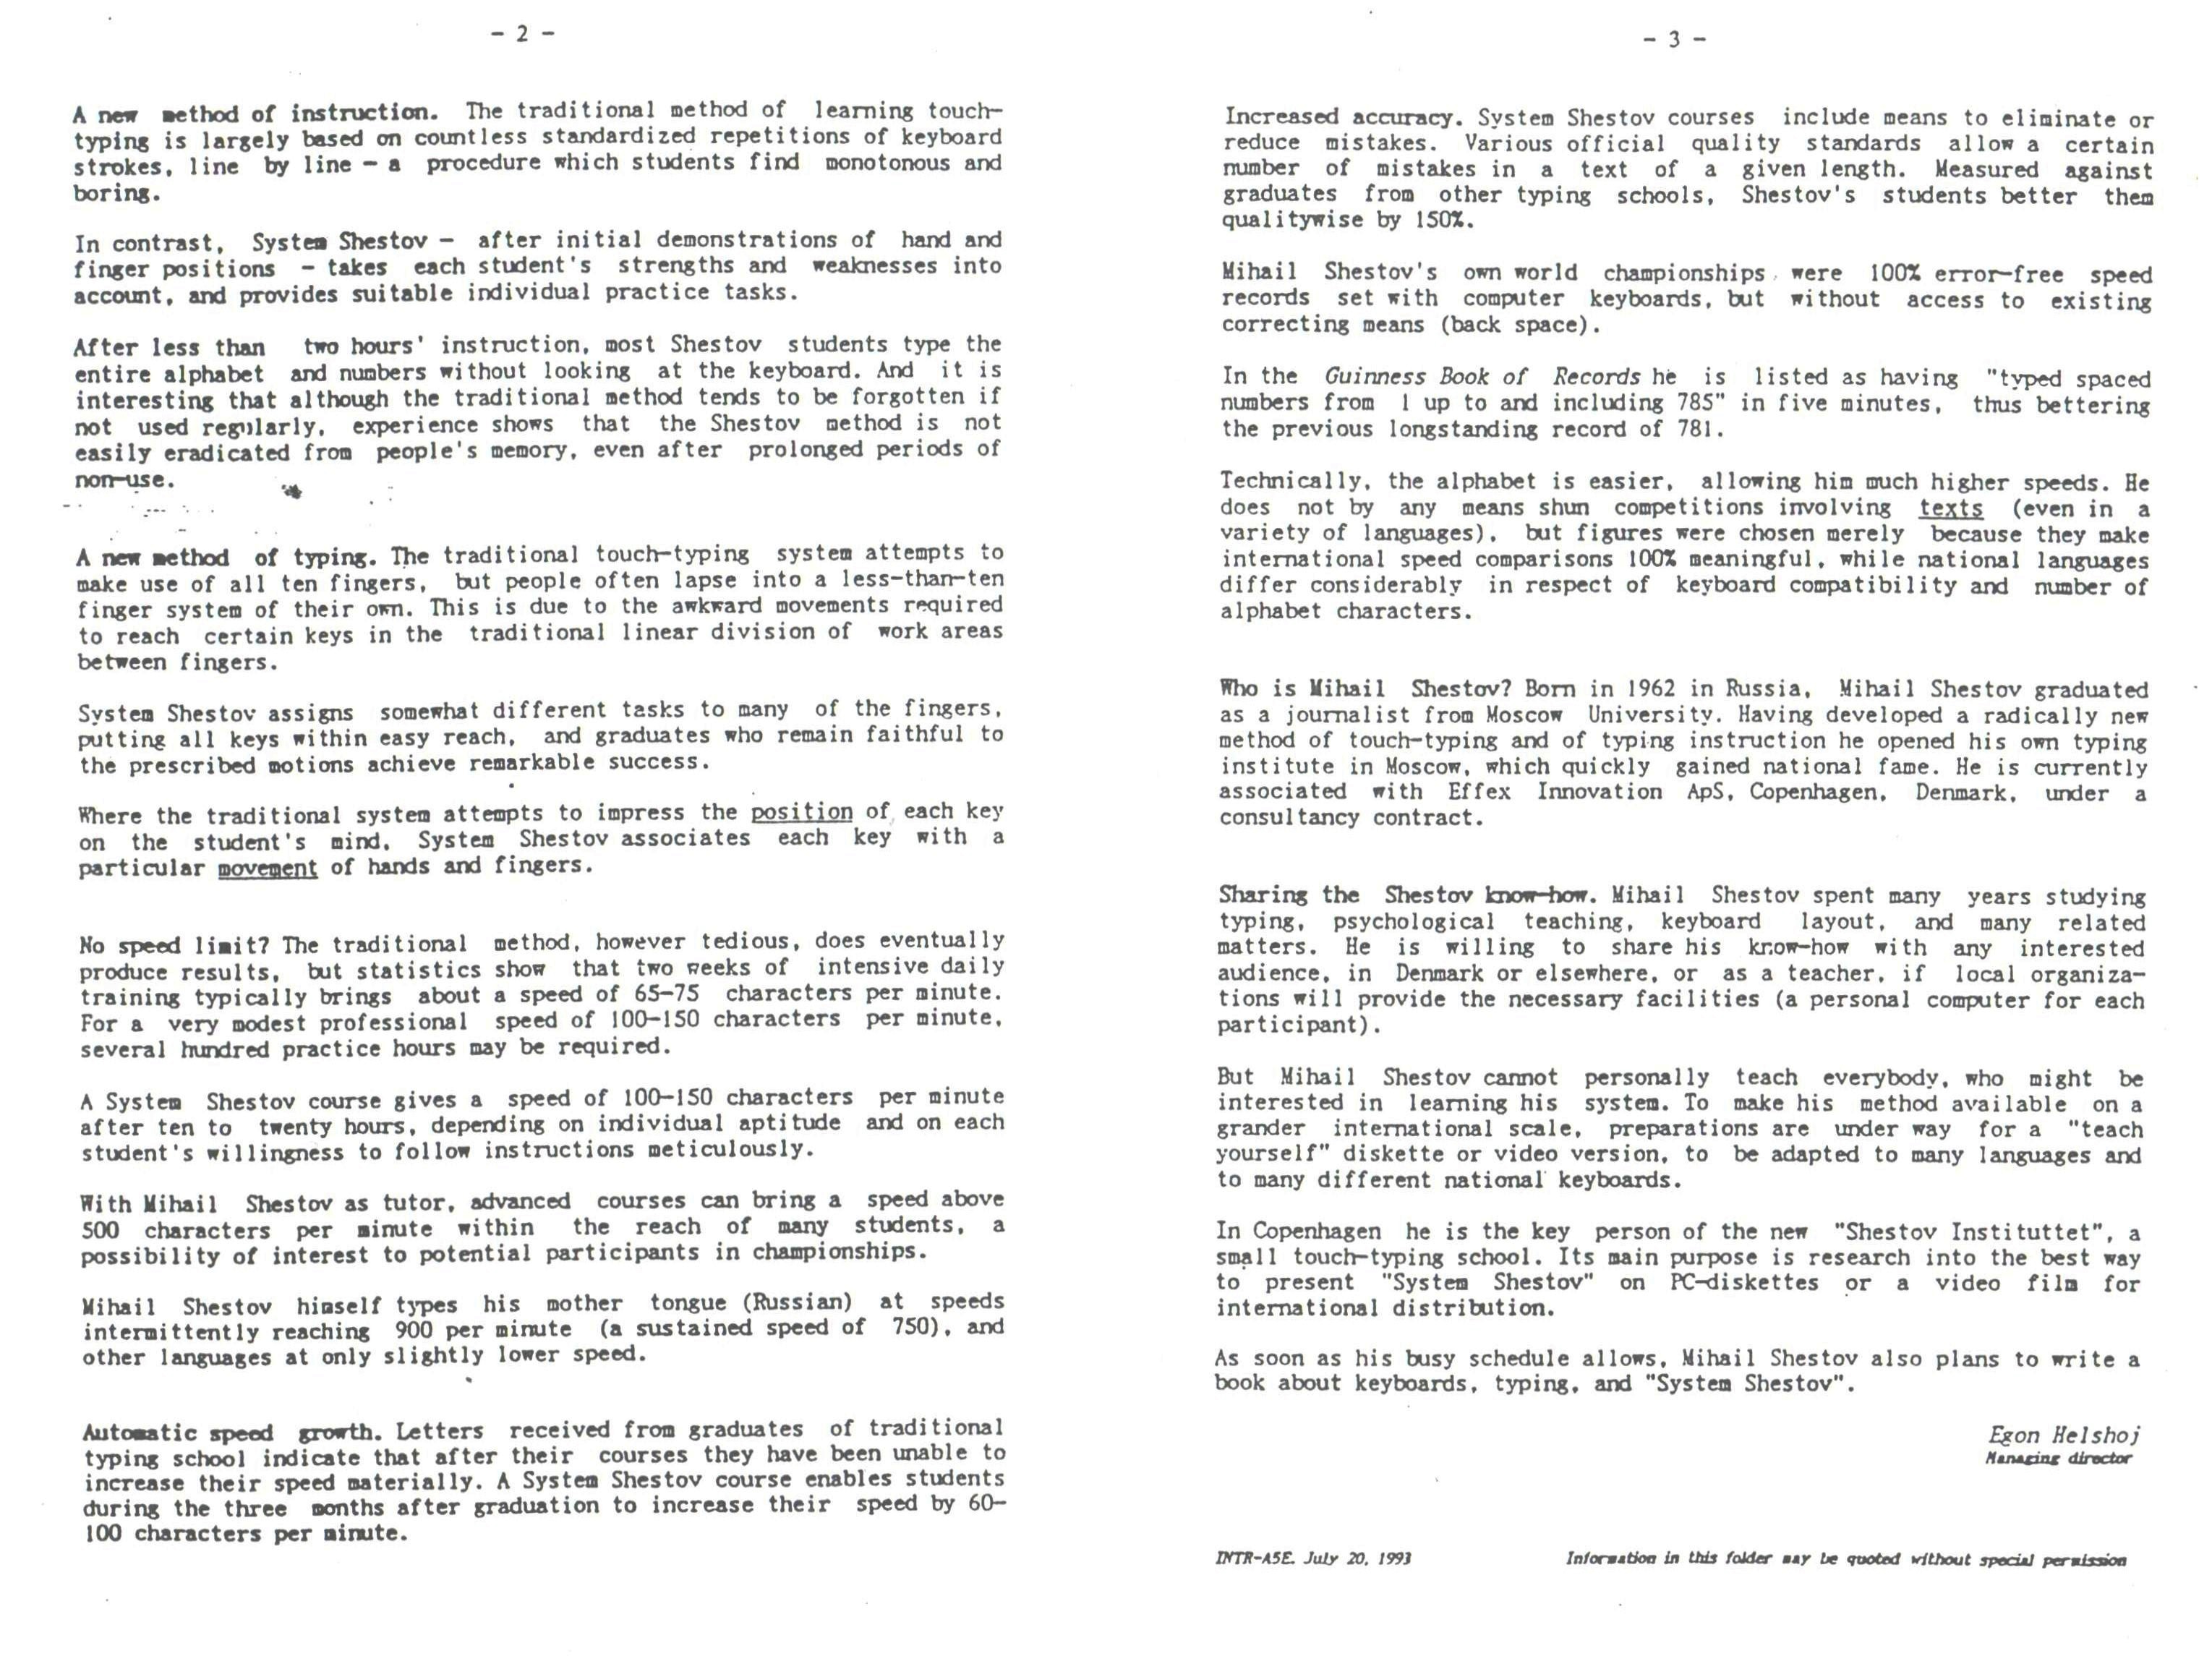 - 2 -
A new method of instruction. The traditional method of learning touch-
typing is largely based on countless standardized repetitions of keyboard
strokes, line by line - a procedure which students find monotonous and
boring.
In contrast, System Shestov - after initial demonstrations of hand and
finger positions - takes each student's strengths and weaknesses into
account, and provides suitable individual practice tasks.
After less than two hours' instruction, most Shestov students type the
entire alphabet and numbers without looking at the keyboard. And it is
interesting that although the traditional method tends to be forgotten if
not used regularly, experience shows that the Shestov method is not
easily eradicated from people's memory, even after prolonged periods of
non-use.
A new method of typing. The traditional touch-typing system attempts to
make use of all ten fingers, but people often lapse into a less-than-ten
finger system of their own. This is due to the awkward movements required
to reach certain keys in the traditional linear division of work areas
between fingers.
System Shestov assigns somewhat different tasks to many of the fingers,
putting all keys within easy reach, and graduates who remain faithful to
the prescribed motions achieve remarkable success.
Where the traditional system attempts to impress the position of each key
on the student's mind, System Shestov associates each key with a
particular movement of hands and fingers.
No speed limit? The traditional method, however tedious, does eventually
produce results, but statistics show that two weeks of intensive daily
training typically brings about a speed of 65-75 characters per minute.
For a very modest professional speed of 100-150 characters per minute,
several hundred practice hours may be required.
A System Shestov course gives a speed of 100-150 characters per minute
after ten to twenty hours, depending on individual aptitude and on each
student's willingness to follow instructions meticulously.
With Mihail Shestov as tutor, advanced courses can bring a speed above
500 characters per minute within the reach of many students, a
possibility of interest to potential participants in championships.
Mihail Shestov himself types his mother tongue (Russian) at speeds
intermittently reaching 900 per minute (a sustained speed of 750), and
other languages at only slightly lower speed.
Automatic speed growth. Letters received from graduates of traditional
typing school indicate that after their courses they have been unable to
increase their speed materially. A System Shestov course enables students
during the three months after graduation to increase their speed by 60-
100 characters per minute.
- 3 -
Increased accuracy. System Shestov courses include means to eliminate or
reduce mistakes. Various official quality standards allow a certain
number of mistakes in a text of a given length. Measured against
graduates from other typing schools, Shestov's students better them
qualitywise by 150%.
Mihail Shestov's own world championships were 100% error-free speed
records set with computer keyboards, but without access to existing
correcting means (back space).
In the Guinness Book of Records he is listed as having "typed spaced
numbers from 1 up to and including 785" in five minutes, thus bettering
the previous longstanding record of 781.
Technically, the alphabet is easier, allowing him much higher speeds. He
does not by any means shun competitions involving texts (even in a
variety of languages), but figures were chosen merely because they make
international speed comparisons 100% meaningful, while national languages
differ considerably in respect of keyboard compatibility and number of
alphabet characters.
Who is Mihail Shestov? Born in 1962 in Russia, Mihail Shestov graduated
as a journalist from Moscow University. Having developed a radically new
method of touch-typing and of typing instruction he opened his own typing
institute in Moscow, which quickly gained national fame. He is currently
associated with Effex Innovation ApS, Copenhagen, Denmark, under a
consultancy contract.
Sharing the Shestov know-how. Mihail Shestov spent many years studying
typing, psychological teaching, keyboard layout, and many related
matters. He is willing to share his know-how with any interested
audience, in Denmark or elsewhere, or as a teacher, if local organiza-
tions will provide the necessary facilities (a personal computer for each
participant).
But Mihail Shestov cannot personally teach everybody, who might be
interested in learning his system. To make his method available on a
grander international scale, preparations are under way for a "teach
yourself" diskette or video version, to be adapted to many languages and
to many different national keyboards.
In Copenhagen he is the key person of the new "Shestov Instituttet", a
small touch-typing school. Its main purpose is research into the best way
to present "System Shestov" on PC-diskettes or a video film for
international distribution.
As soon as his busy schedule allows, Mihail Shestov also plans to write a
book about keyboards, typing, and "System Shestov".
Egon Helshoj
Managing director
INTR-A5E. July 20, 1993 Information in this folder may be quoted without special permission